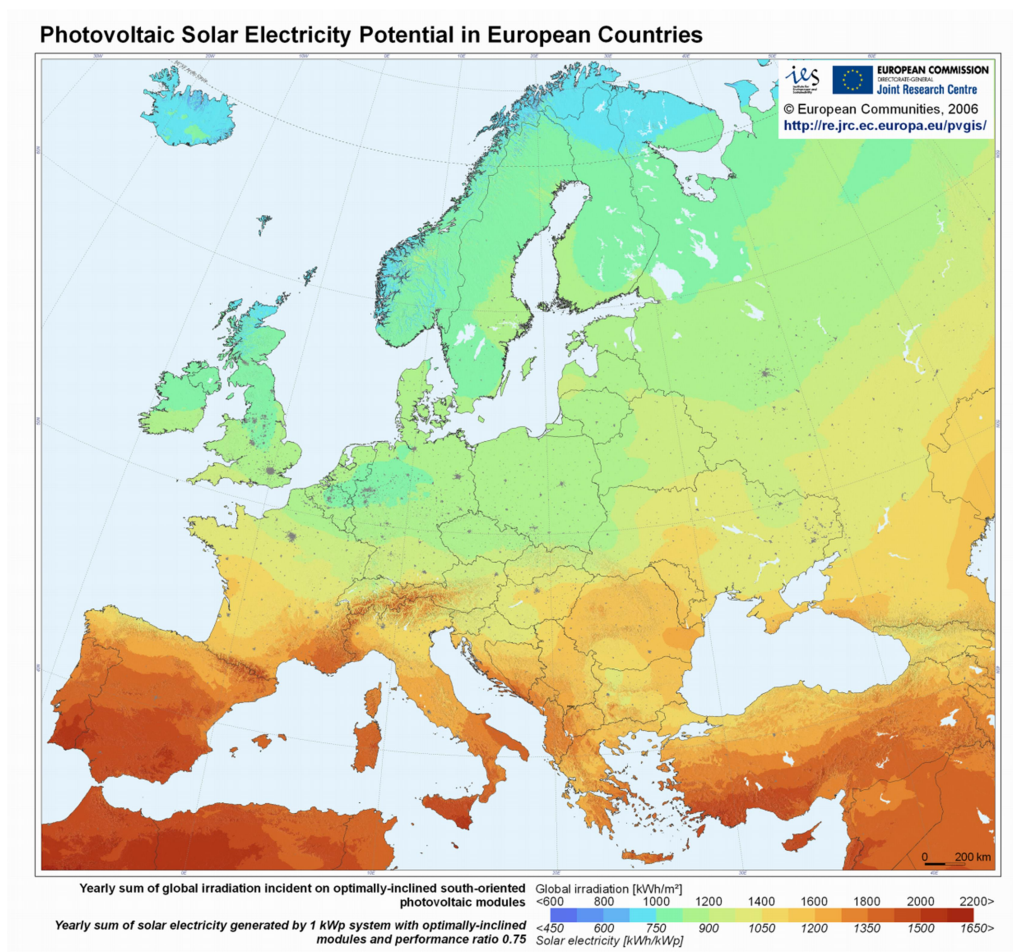 Photovoltaic Solar Electricity Potential in European Countries
ies
EUROPEAN COMMISSION
DIRECTORATE-GENERAL
Joint Research Centre
© European Communities, 2006
http://re.jrc.ec.europa.eu/pvgis/
0 200 km
Yearly sum of global irradiation incident on optimally-inclined south-oriented
photovoltaic modules
Yearly sum of solar electricity generated by 1 kWp system with optimally-inclined
modules and performance ratio 0.75
Global irradiation [kWh/m²]
<600 800 1000 1200 1400 1600 1800 2000 2200>
<450 600 750 900 1050 1200 1350 1500 1650>
Solar electricity [kWh/kWp]